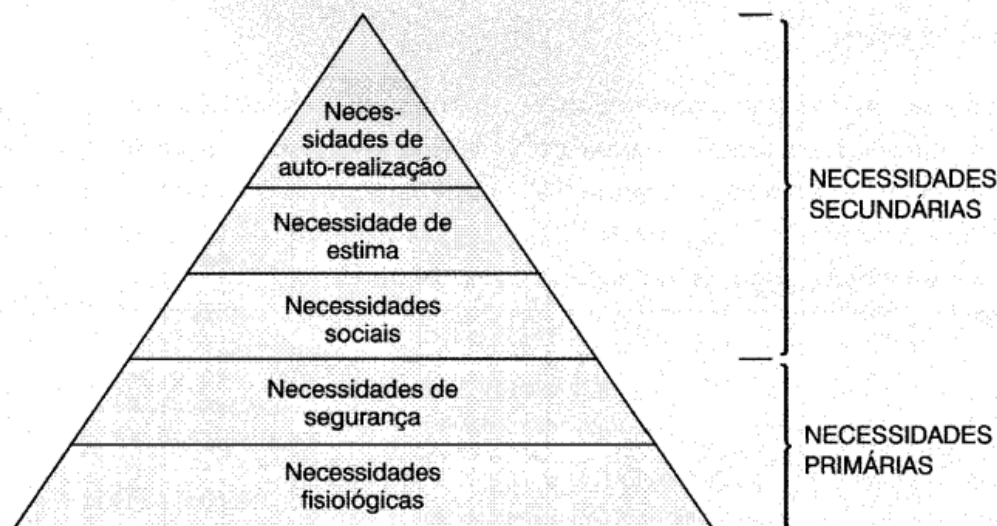 Neces-
sidades de
auto-realização
Necessidade de
estima
Necessidades
sociais
Necessidades de
segurança
Necessidades
fisiológicas
NECESSIDADES
SECUNDÁRIAS
NECESSIDADES
PRIMÁRIAS